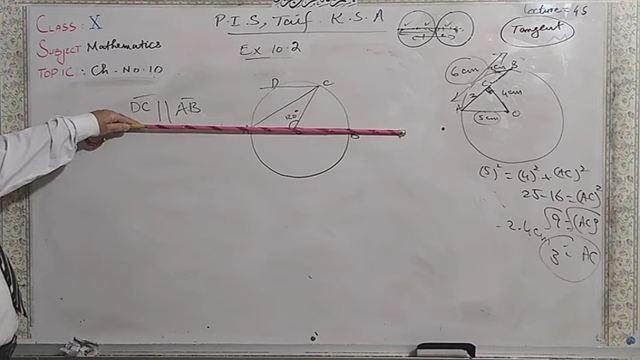 CLASS: X
SUBJECT Mathematics
TOPIC: Ch. No. 10
P.I.S, Taif. K.S.A
EX 10.2
Lecture = 45
Tangent
DC || AB
D
C
120°
O
B
6cm
B
4cm
O
5cm
(5)² = (4)² + (AC)²
25-16 = (AC)²
√9 = √(AC)²
3 = AC